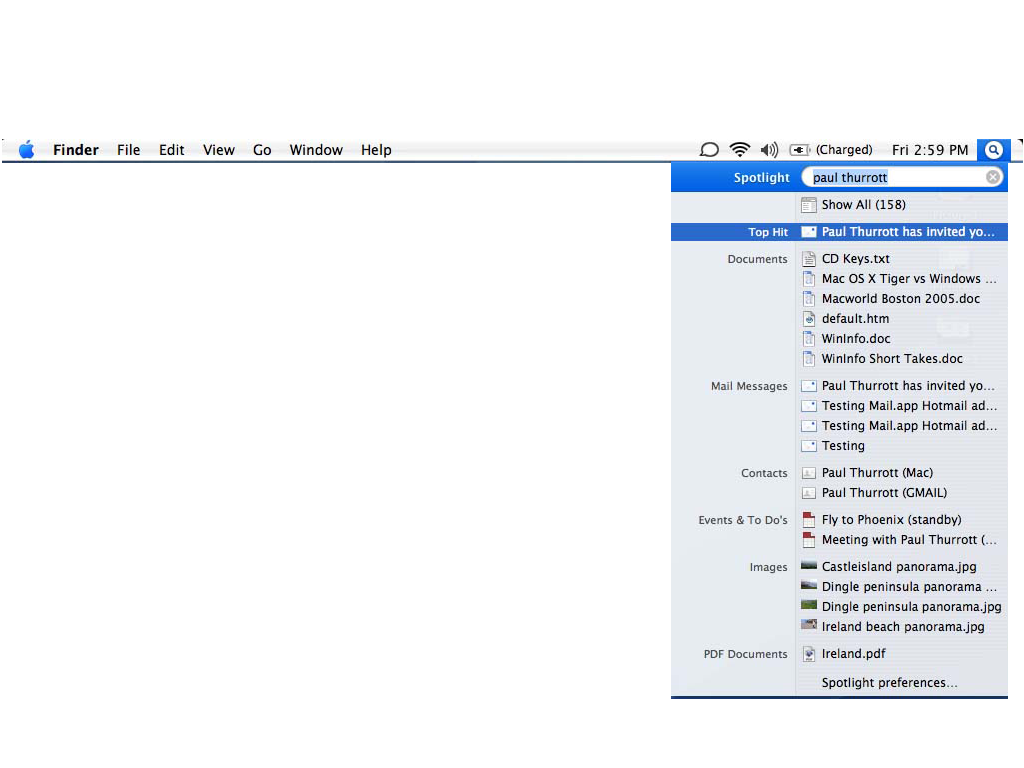 Finder File Edit View Go Window Help (Charged) Fri 2:59 PM
Spotlight paul thurrott
Show All (158)
Top Hit Paul Thurrott has invited yo...
Documents CD Keys.txt
Mac OS X Tiger vs Windows ...
Macworld Boston 2005.doc
default.htm
WinInfo.doc
WinInfo Short Takes.doc
Mail Messages Paul Thurrott has invited yo...
Testing Mail.app Hotmail ad...
Testing Mail.app Hotmail ad...
Testing
Contacts Paul Thurrott (Mac)
Paul Thurrott (GMAIL)
Events & To Do's Fly to Phoenix (standby)
Meeting with Paul Thurrott (...
Images Castleisland panorama.jpg
Dingle peninsula panorama ...
Dingle peninsula panorama.jpg
Ireland beach panorama.jpg
PDF Documents Ireland.pdf
Spotlight preferences...